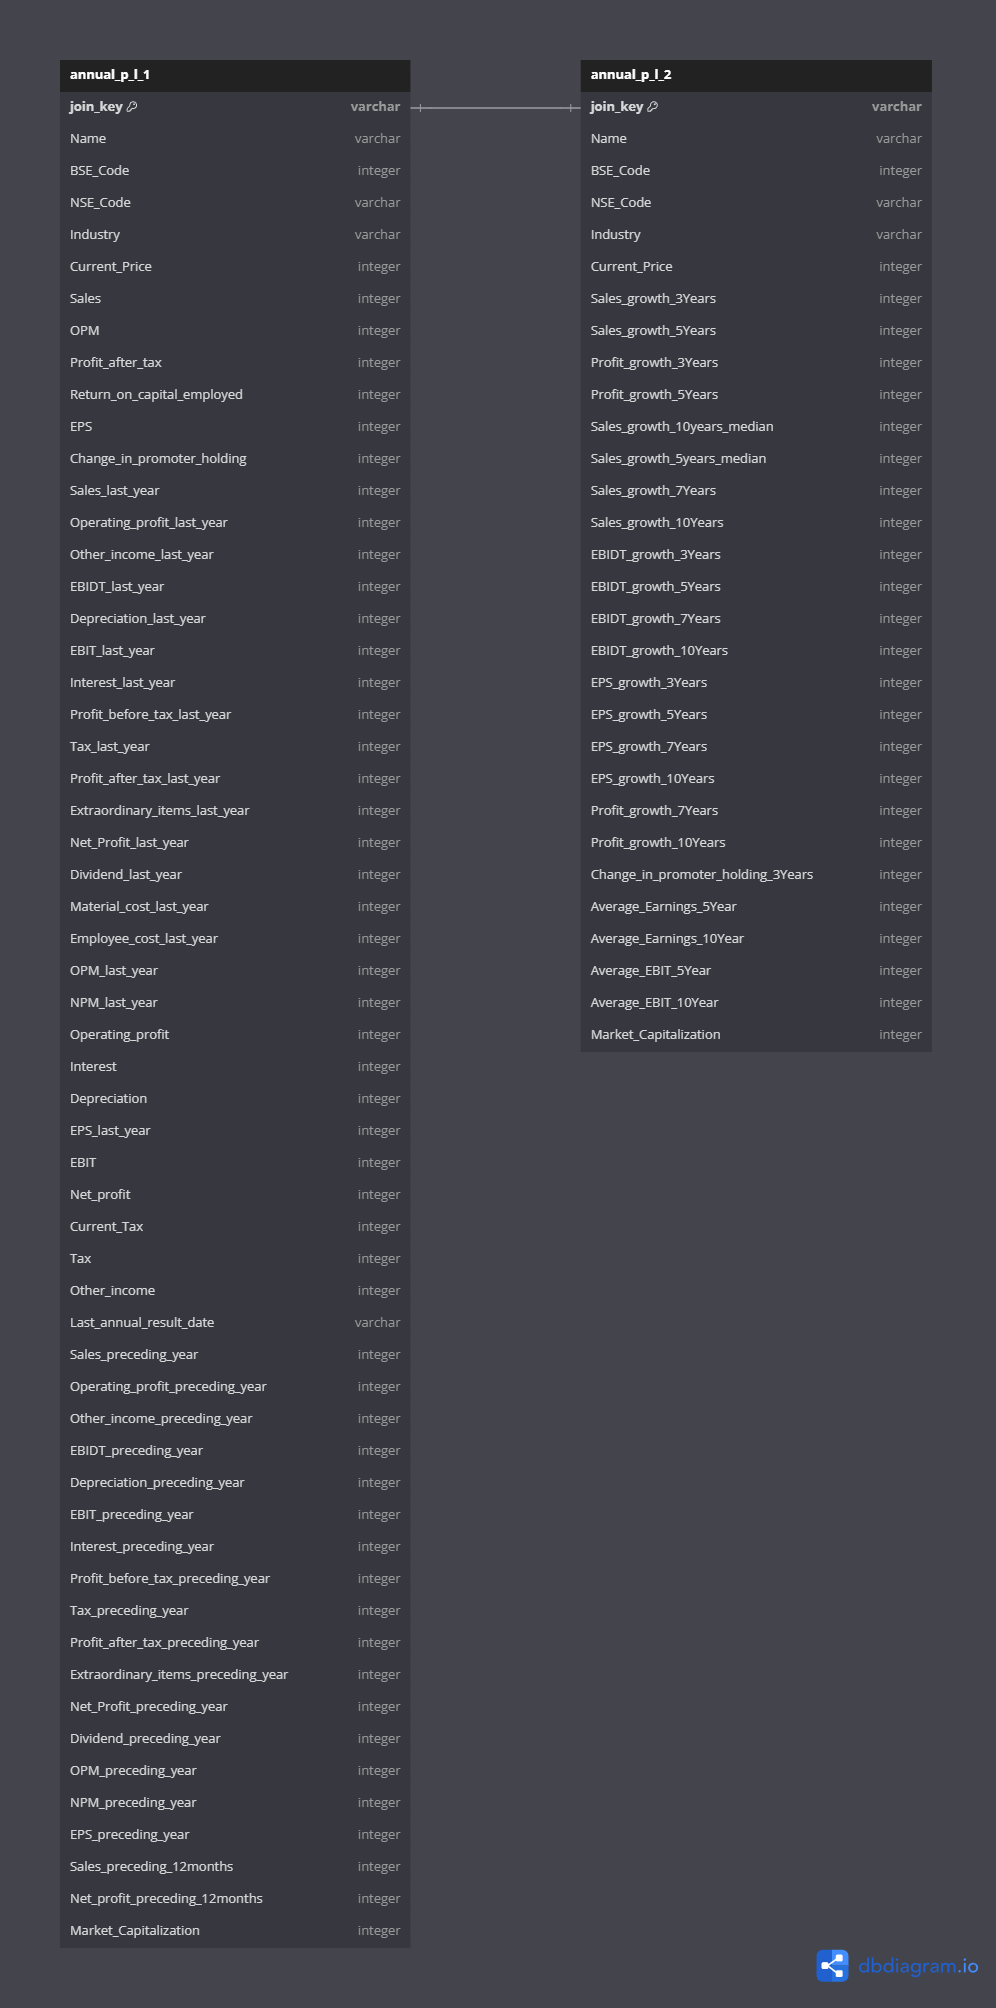 annual_p_l_1
join_key varchar
Name varchar
BSE_Code integer
NSE_Code varchar
Industry varchar
Current_Price integer
Sales integer
OPM integer
Profit_after_tax integer
Return_on_capital_employed integer
EPS integer
Change_in_promoter_holding integer
Sales_last_year integer
Operating_profit_last_year integer
Other_income_last_year integer
EBIDT_last_year integer
Depreciation_last_year integer
EBIT_last_year integer
Interest_last_year integer
Profit_before_tax_last_year integer
Tax_last_year integer
Profit_after_tax_last_year integer
Extraordinary_items_last_year integer
Net_Profit_last_year integer
Dividend_last_year integer
Material_cost_last_year integer
Employee_cost_last_year integer
OPM_last_year integer
NPM_last_year integer
Operating_profit integer
Interest integer
Depreciation integer
EPS_last_year integer
EBIT integer
Net_profit integer
Current_Tax integer
Tax integer
Other_income integer
Last_annual_result_date varchar
Sales_preceding_year integer
Operating_profit_preceding_year integer
Other_income_preceding_year integer
EBIDT_preceding_year integer
Depreciation_preceding_year integer
EBIT_preceding_year integer
Interest_preceding_year integer
Profit_before_tax_preceding_year integer
Tax_preceding_year integer
Profit_after_tax_preceding_year integer
Extraordinary_items_preceding_year integer
Net_Profit_preceding_year integer
Dividend_preceding_year integer
OPM_preceding_year integer
NPM_preceding_year integer
EPS_preceding_year integer
Sales_preceding_12months integer
Net_profit_preceding_12months integer
Market_Capitalization integer
annual_p_l_2
join_key varchar
Name varchar
BSE_Code integer
NSE_Code varchar
Industry varchar
Current_Price integer
Sales_growth_3Years integer
Sales_growth_5Years integer
Profit_growth_3Years integer
Profit_growth_5Years integer
Sales_growth_10years_median integer
Sales_growth_5years_median integer
Sales_growth_7Years integer
Sales_growth_10Years integer
EBIDT_growth_3Years integer
EBIDT_growth_5Years integer
EBIDT_growth_7Years integer
EBIDT_growth_10Years integer
EPS_growth_3Years integer
EPS_growth_5Years integer
EPS_growth_7Years integer
EPS_growth_10Years integer
Profit_growth_7Years integer
Profit_growth_10Years integer
Change_in_promoter_holding_3Years integer
Average_Earnings_5Year integer
Average_Earnings_10Year integer
Average_EBIT_5Year integer
Average_EBIT_10Year integer
Market_Capitalization integer
dbdiagram.io